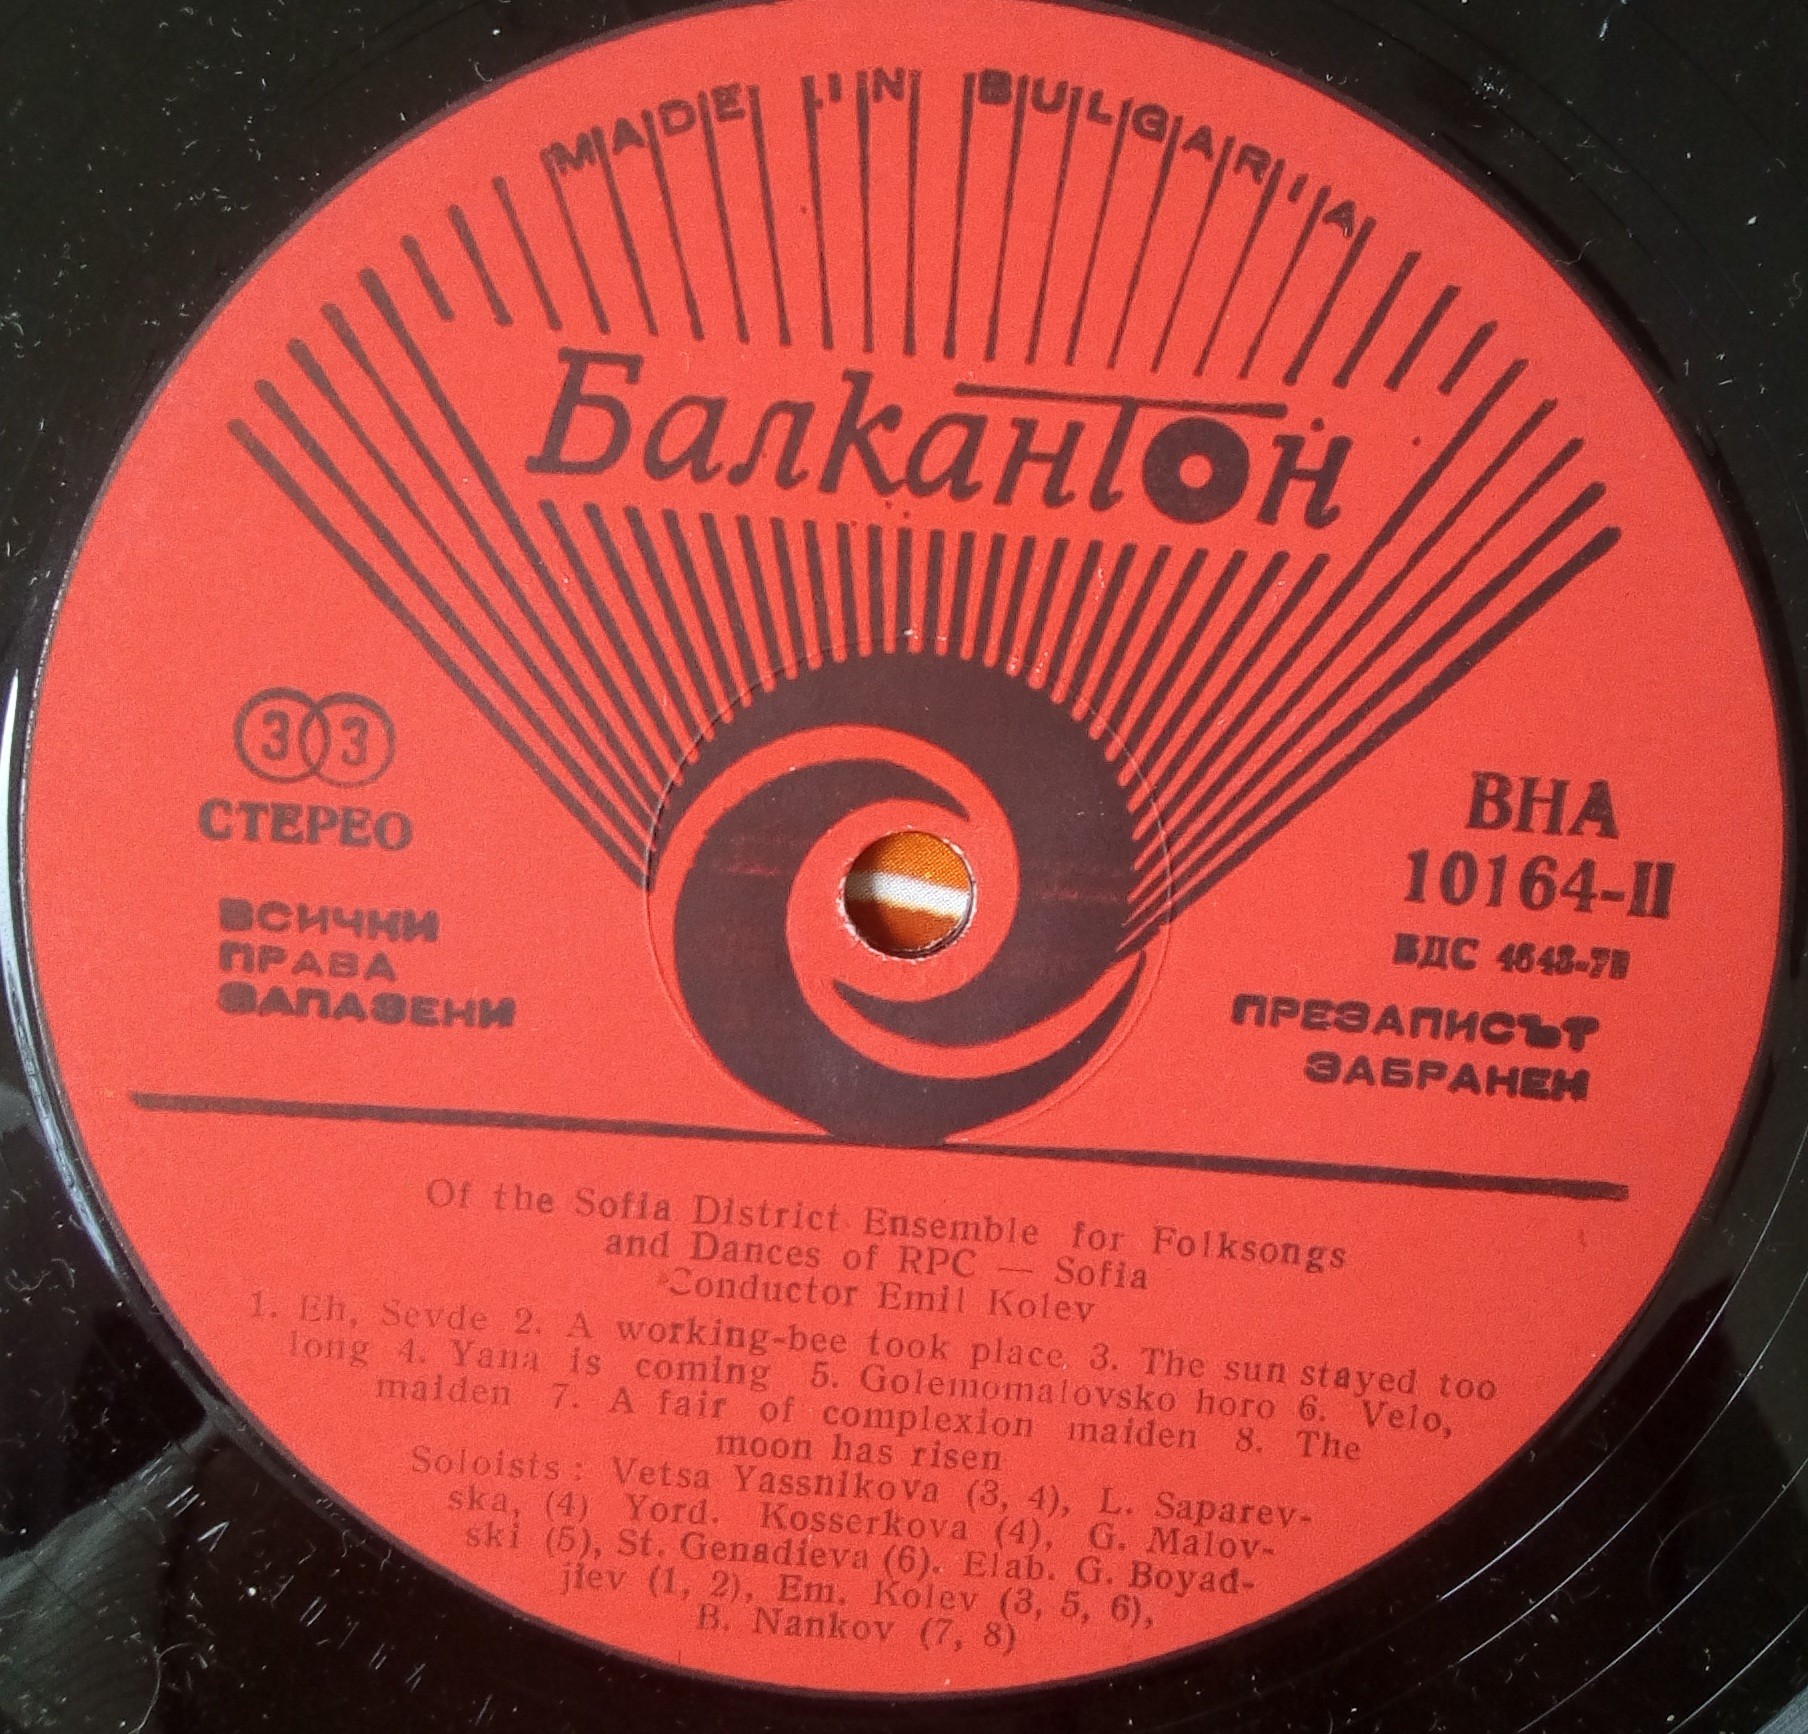 MADE IN BULGARIA
Балкантон
33
СТЕРЕО
ВСИЧКИ
ПРАВА
ЗАПАЗЕНИ
ВНА
10164-II
ПРЕЗАПИСЪТ
ЗАБРАНЕН
Of the Sofia District Ensemble for Folksongs
and Dances of RPC — Sofia
Conductor Emil Kolev
1. Eh, Sevde 2. A working-bee took place 3. The sun stayed too
long 4. Yana is coming 5. Golemomalovsko horo 6. Velo,
maiden 7. A fair of complexion maiden 8. The
moon has risen
Soloists: Vetsa Yassnikova (3, 4), L. Saparev-
ska, (4) Yord. Kosserkova (4), G. Malov-
ski (5), St. Genadieva (6). Elab. G. Boyad-
jiev (1, 2), Em. Kolev (3, 5, 6),
B. Nankov (7, 8)